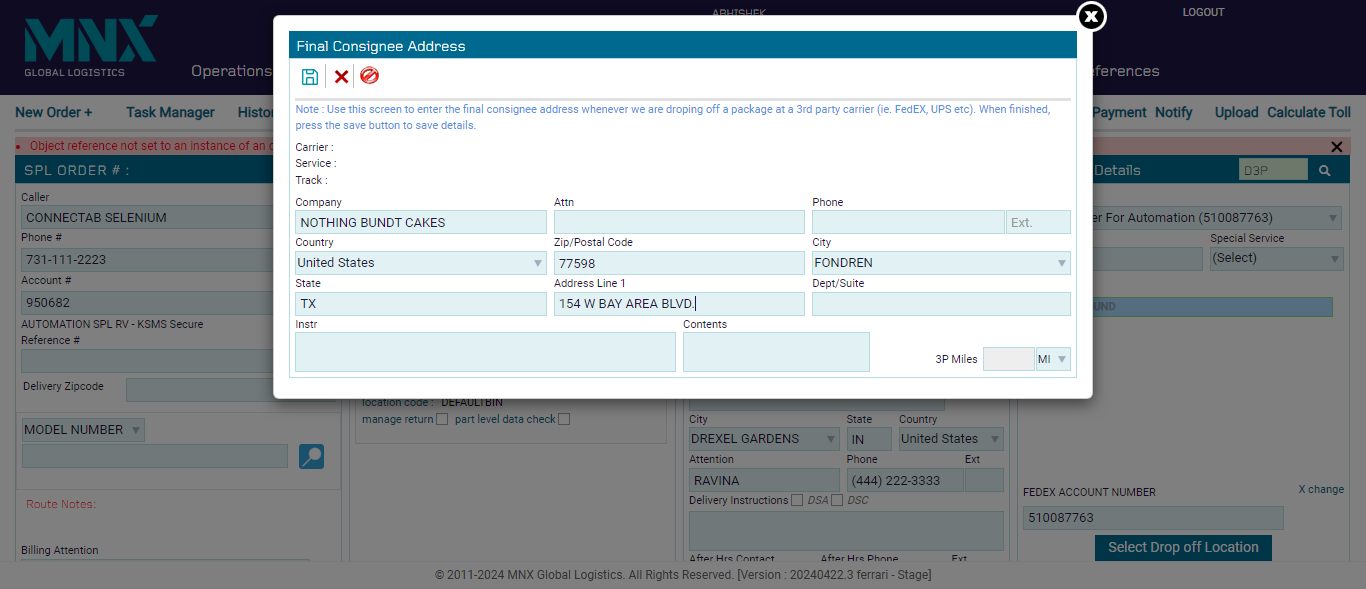 MNX
GLOBAL LOGISTICS
Operations
ABHISHEK
LOGOUT
New Order +
Task Manager
Payment
Notify
Upload
Calculate Toll
Object reference not set to an instance of an
SPL ORDER # :
Details
D3P
Caller
CONNECTAB SELENIUM
Phone #
731-111-2223
Account #
950682
AUTOMATION SPL RV - KSMS Secure
Reference #
Delivery Zipcode
MODEL NUMBER
Route Notes:
Billing Attention
Final Consignee Address
Note : Use this screen to enter the final consignee address whenever we are droping off a package at a 3rd party carrier (ie. FedEX, UPS etc). When finished,
press the save button to save details.
Carrier :
Service :
Track :
Company
Attn
Phone
NOTHING BUNDT CAKES
Ext.
Country
Zip/Postal Code
City
United States
77598
FONDREN
State
Address Line 1
Dept/Suite
TX
154 W BAY AREA BLVD.
Instr
Contents
3P Miles
MI
location code : DEFAULTBIN
manage return
part level data check
City
State
Country
DREXEL GARDENS
IN
United States
Attention
Phone
Ext
RAVINA
(444) 222-3333
Delivery Instructions
DSA
DSC
After Hrs Contact
After Hrs Phone
Ext
For Automation (510087763)
Special Service
(Select)
FEDEX ACCOUNT NUMBER
X change
510087763
Select Drop off Location
© 2011-2024 MNX Global Logistics. All Rights Reserved. [Version : 20240422.3 ferrari - Stage]